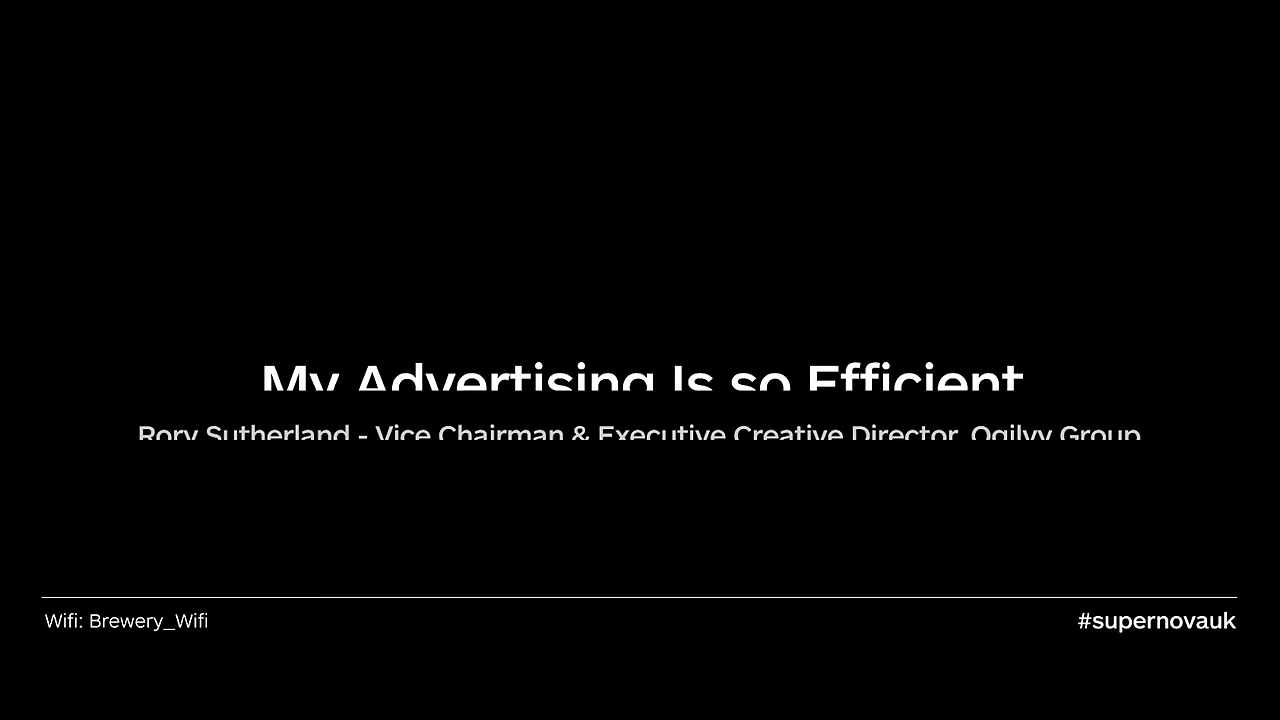 My Advertising Is so Efficient
Rory Sutherland - Vice Chairman & Executive Creative Director, Ogilvy Group
Wifi: Brewery_Wifi
#supernovauk